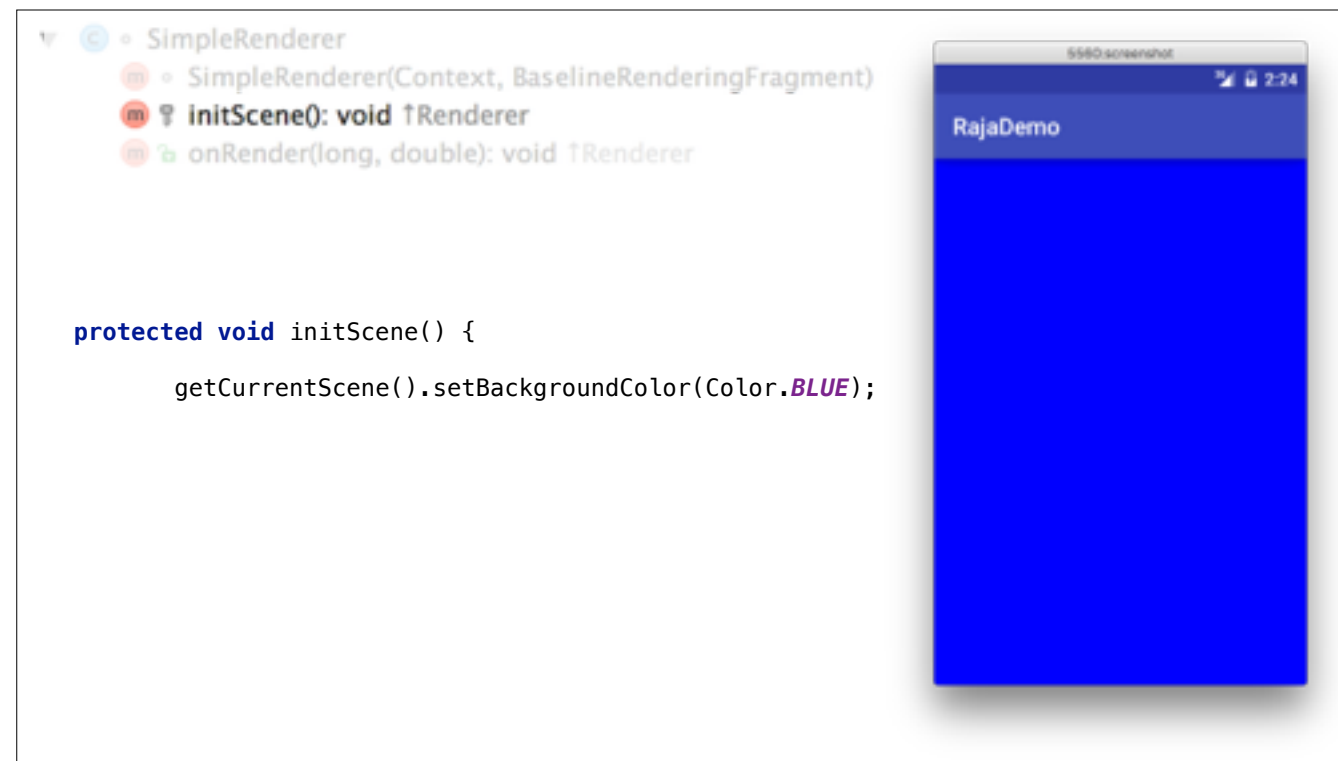 SimpleRenderer
SimpleRenderer(Context, BaselineRenderingFragment)
initScene(): void ↑Renderer
onRender(long, double): void ↑Renderer
protected void initScene() {
getCurrentScene().setBackgroundColor(Color.BLUE);
2:24
RajaDemo